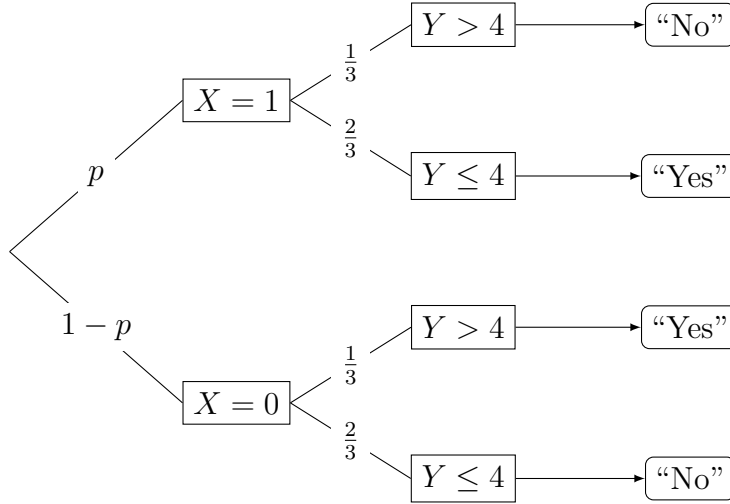 1/3 Y > 4 “No”
X = 1
2/3 Y ≤ 4 “Yes”
p
1 − p
1/3 Y > 4 “Yes”
X = 0
2/3 Y ≤ 4 “No”